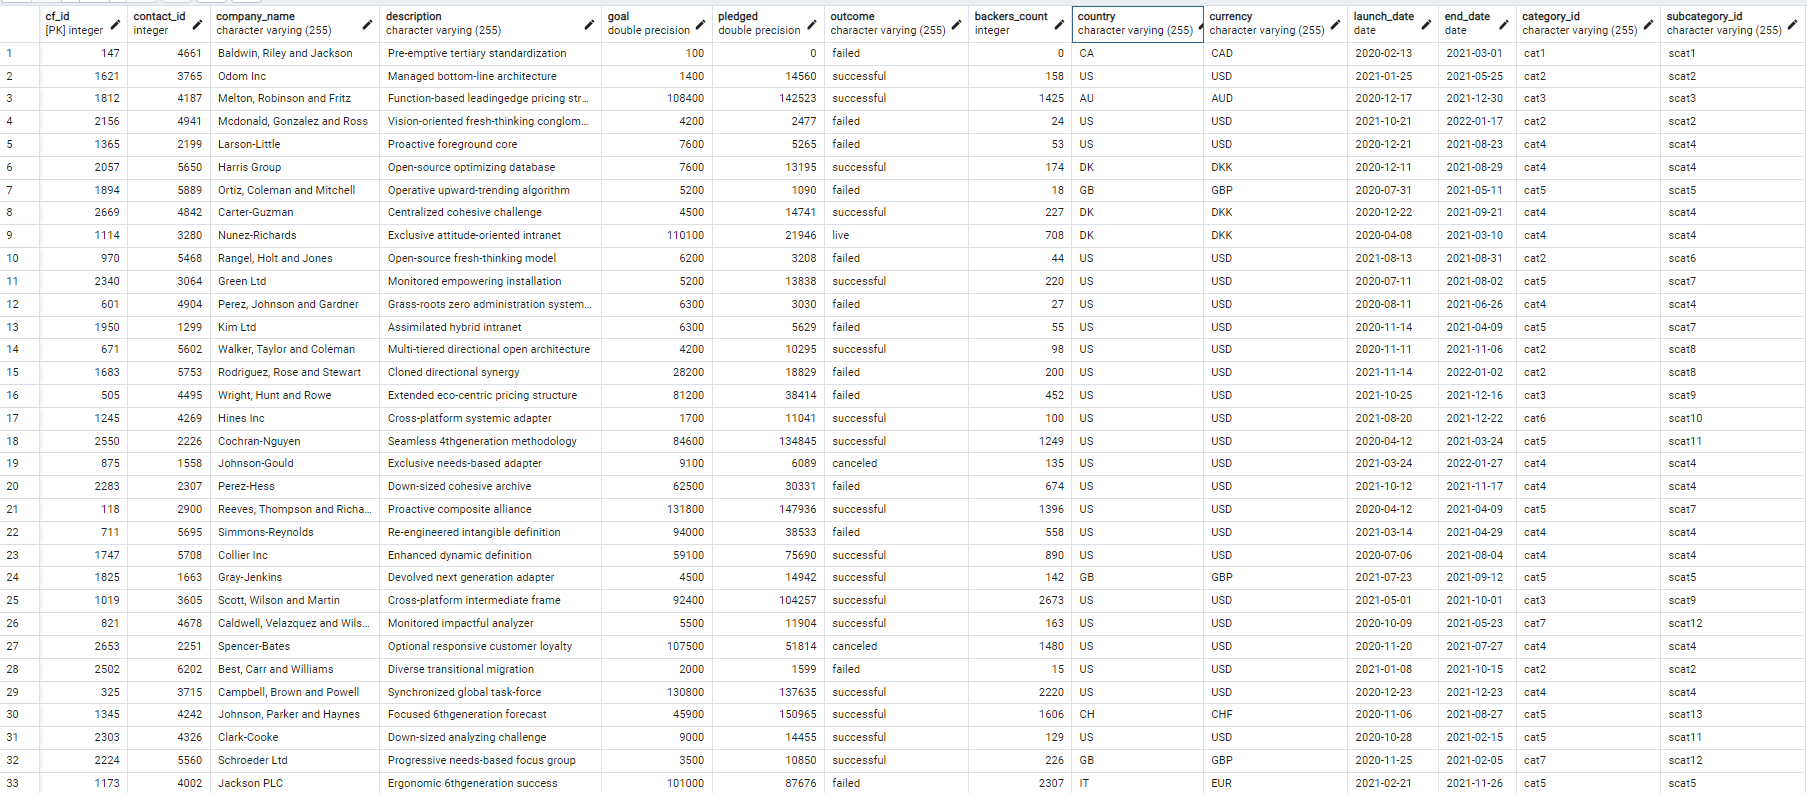 cf_id contact_id company_name description goal pledged outcome backers_count country currency launch_date end_date category_id subcategory_id
[PK] integer integer character varying (255) character varying (255) double precision double precision character varying (255) integer character varying (255) character varying (255) date date character varying (255) character varying (255)
1 147 4661 Baldwin, Riley and Jackson Pre-emptive tertiary standardization 100 0 failed 0 CA CAD 2020-02-13 2021-03-01 cat1 scat1
2 1621 3765 Odom Inc Managed bottom-line architecture 1400 14560 successful 158 US USD 2021-01-25 2021-05-25 cat2 scat2
3 1812 4187 Melton, Robinson and Fritz Function-based leadingedge pricing str... 108400 142523 successful 1425 AU AUD 2020-12-17 2021-12-30 cat3 scat3
4 2156 4941 Mcdonald, Gonzalez and Ross Vision-oriented fresh-thinking conglom... 4200 2477 failed 24 US USD 2021-10-21 2022-01-17 cat2 scat2
5 1365 2199 Larson-Little Proactive foreground core 7600 5265 failed 53 US USD 2020-12-21 2021-08-23 cat4 scat4
6 2057 5650 Harris Group Open-source optimizing database 7600 13195 successful 174 DK DKK 2020-12-11 2021-08-29 cat4 scat4
7 1894 5889 Ortiz, Coleman and Mitchell Operative upward-trending algorithm 5200 1090 failed 18 GB GBP 2020-07-31 2021-05-11 cat5 scat5
8 2669 4842 Carter-Guzman Centralized cohesive challenge 4500 14741 successful 227 DK DKK 2020-12-22 2021-09-21 cat4 scat4
9 1114 3280 Nunez-Richards Exclusive attitude-oriented intranet 110100 21946 live 708 DK DKK 2020-04-08 2021-03-10 cat4 scat4
10 970 5468 Rangel, Holt and Jones Open-source fresh-thinking model 6200 3208 failed 44 US USD 2021-08-13 2021-08-31 cat2 scat6
11 2340 3064 Green Ltd Monitored empowering installation 5200 13838 successful 220 US USD 2020-07-11 2021-08-02 cat5 scat7
12 601 4904 Perez, Johnson and Gardner Grass-roots zero administration system... 6300 3030 failed 27 US USD 2020-08-11 2021-06-26 cat4 scat4
13 1950 1299 Kim Ltd Assimilated hybrid intranet 6300 5629 failed 55 US USD 2020-11-14 2021-04-09 cat5 scat7
14 671 5602 Walker, Taylor and Coleman Multi-tiered directional open architecture 4200 10295 successful 98 US USD 2020-11-11 2021-11-06 cat2 scat8
15 1683 5753 Rodriguez, Rose and Stewart Cloned directional synergy 28200 18829 failed 200 US USD 2021-11-14 2022-01-02 cat2 scat8
16 505 4495 Wright, Hunt and Rowe Extended eco-centric pricing structure 81200 38414 failed 452 US USD 2021-10-25 2021-12-16 cat3 scat9
17 1245 4269 Hines Inc Cross-platform systemic adapter 1700 11041 successful 100 US USD 2021-08-20 2021-12-22 cat6 scat10
18 2550 2226 Cochran-Nguyen Seamless 4thgeneration methodology 84600 134845 successful 1249 US USD 2020-04-12 2021-03-24 cat5 scat11
19 875 1558 Johnson-Gould Exclusive needs-based adapter 9100 6089 canceled 135 US USD 2021-03-24 2022-01-27 cat4 scat4
20 2283 2307 Perez-Hess Down-sized cohesive archive 62500 30331 failed 674 US USD 2021-10-12 2021-11-17 cat4 scat4
21 118 2900 Reeves, Thompson and Richa... Proactive composite alliance 131800 147936 successful 1396 US USD 2020-04-12 2021-04-09 cat5 scat7
22 711 5695 Simmons-Reynolds Re-engineered intangible definition 94000 38533 failed 558 US USD 2021-03-14 2021-04-29 cat4 scat4
23 1747 5708 Collier Inc Enhanced dynamic definition 59100 75690 successful 890 US USD 2020-07-06 2021-08-04 cat4 scat4
24 1825 1663 Gray-Jenkins Devolved next generation adapter 4500 14942 successful 142 GB GBP 2021-07-23 2021-09-12 cat5 scat5
25 1019 3605 Scott, Wilson and Martin Cross-platform intermediate frame 92400 104257 successful 2673 US USD 2021-05-01 2021-10-01 cat3 scat9
26 821 4678 Caldwell, Velazquez and Wils... Monitored impactful analyzer 5500 11904 successful 163 US USD 2020-10-09 2021-05-23 cat7 scat12
27 2653 2251 Spencer-Bates Optional responsive customer loyalty 107500 51814 canceled 1480 US USD 2020-11-20 2021-07-27 cat4 scat4
28 2502 6202 Best, Carr and Williams Diverse transitional migration 2000 1599 failed 15 US USD 2021-01-08 2021-10-15 cat2 scat2
29 325 3715 Campbell, Brown and Powell Synchronized global task-force 130800 137635 successful 2220 US USD 2020-12-23 2021-12-23 cat4 scat4
30 1345 4242 Johnson, Parker and Haynes Focused 6thgeneration forecast 45900 150965 successful 1606 CH CHF 2020-11-06 2021-08-27 cat5 scat13
31 2303 4326 Clark-Cooke Down-sized analyzing challenge 9000 14455 successful 129 US USD 2020-10-28 2021-02-15 cat5 scat11
32 2224 5560 Schroeder Ltd Progressive needs-based focus group 3500 10850 successful 226 GB GBP 2020-11-25 2021-02-05 cat7 scat12
33 1173 4002 Jackson PLC Ergonomic 6thgeneration success 101000 87676 failed 2307 IT EUR 2021-02-21 2021-11-26 cat5 scat5